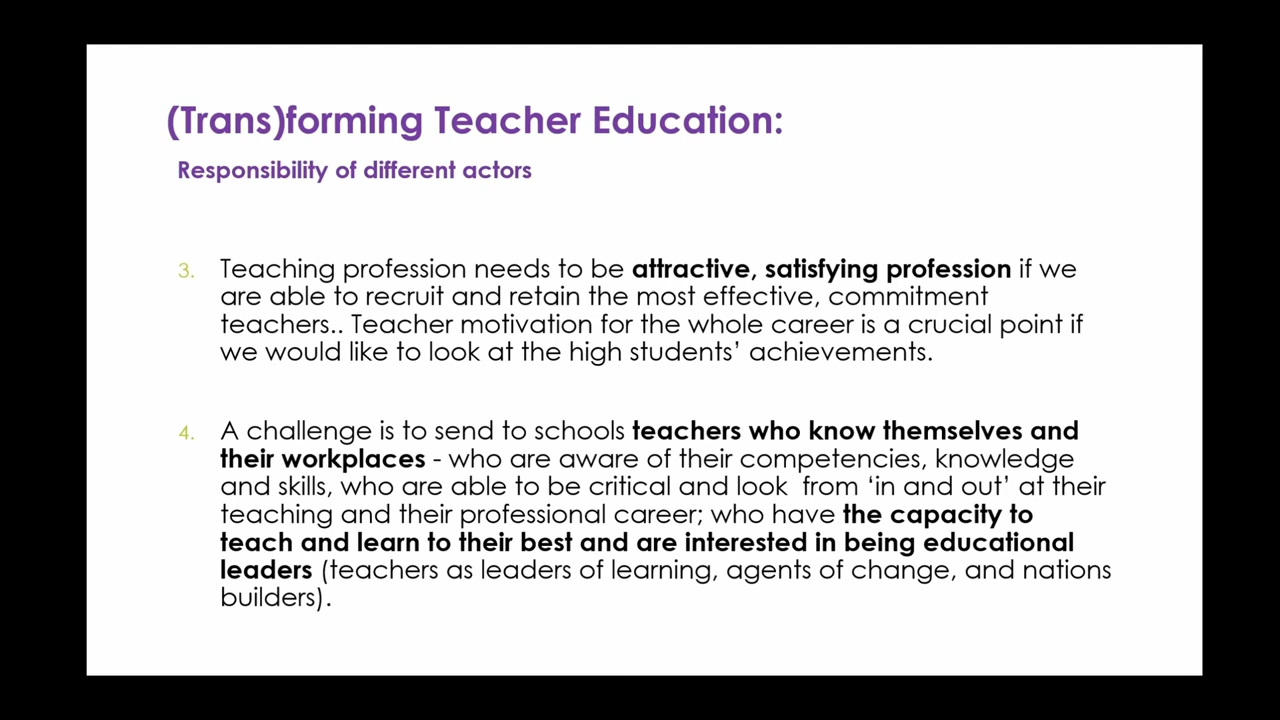 (Trans)forming Teacher Education:
Responsibility of different actors
3. Teaching profession needs to be attractive, satisfying profession if we
are able to recruit and retain the most effective, commitment
teachers.. Teacher motivation for the whole career is a crucial point if
we would like to look at the high students’ achievements.
4. A challenge is to send to schools teachers who know themselves and
their workplaces - who are aware of their competencies, knowledge
and skills, who are able to be critical and look  from ‘in and out’ at their
teaching and their professional career; who have the capacity to
teach and learn to their best and are interested in being educational
leaders (teachers as leaders of learning, agents of change, and nations
builders).